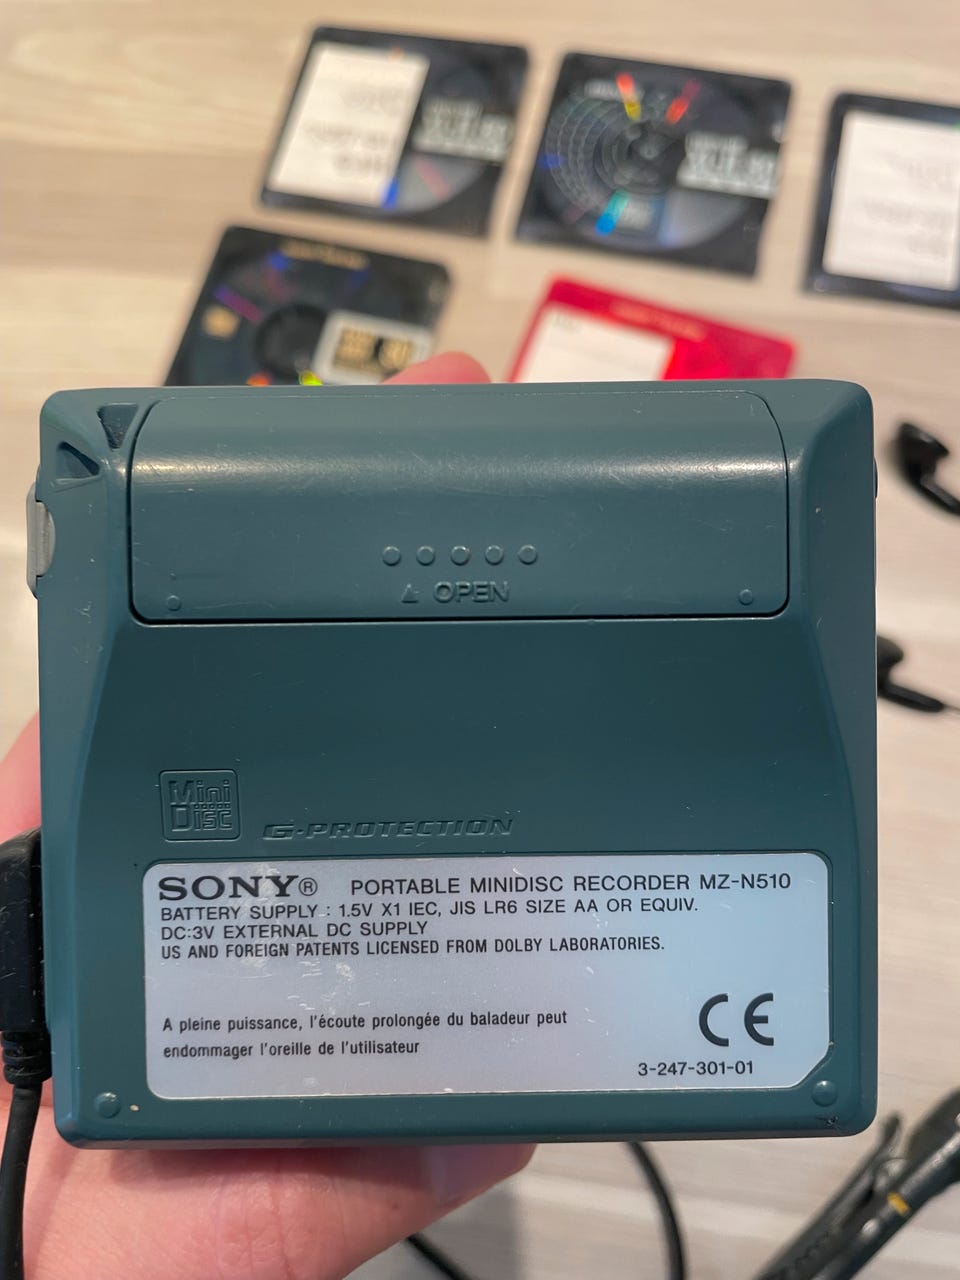 ▲ OPEN
Mini
Disc
G-PROTECTION
SONY® PORTABLE MINIDISC RECORDER MZ-N510
BATTERY SUPPLY : 1.5V X1 IEC, JIS LR6 SIZE AA OR EQUIV.
DC:3V EXTERNAL DC SUPPLY
US AND FOREIGN PATENTS LICENSED FROM DOLBY LABORATORIES.
A pleine puissance, l'écoute prolongée du baladeur peut
endommager l'oreille de l'utilisateur
CE
3-247-301-01